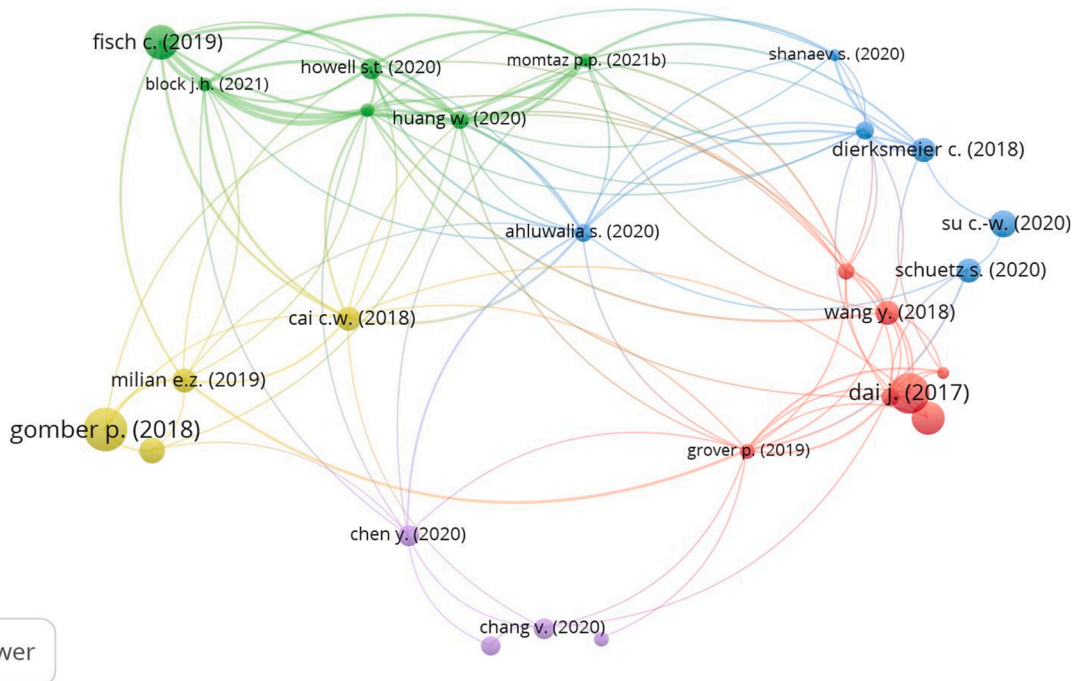 fisch c. (2019)
block j.h. (2021)
howell s.t. (2020)
momtaz p.p. (2021b)
shanaev s. (2020)
huang w. (2020)
dierksmeier c. (2018)
ahluwalia s. (2020)
su c.-w. (2020)
schuetz s. (2020)
cai c.w. (2018)
wang y. (2018)
milian e.z. (2019)
dai j. (2017)
gomber p. (2018)
grover p. (2019)
chen y. (2020)
chang v. (2020)
wer